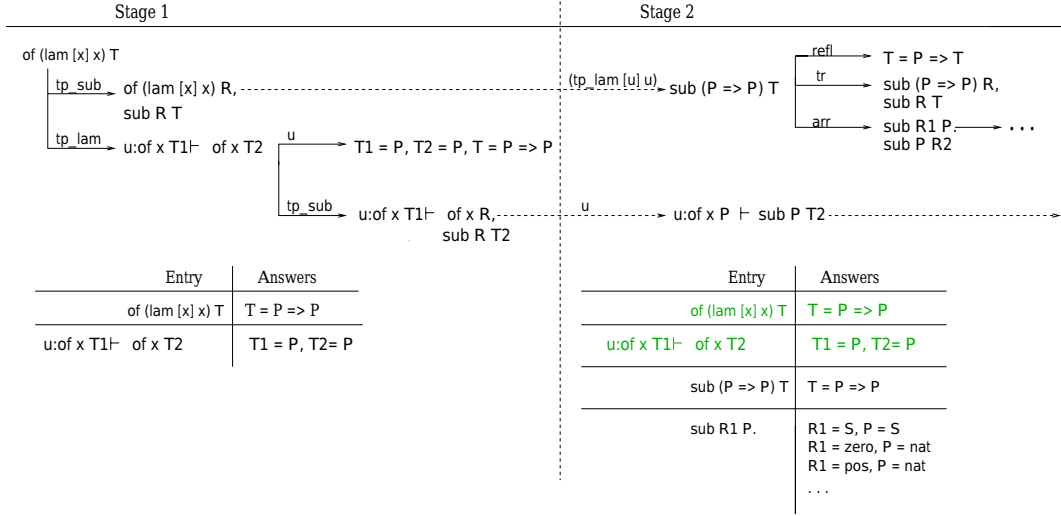 Stage 1
Stage 2
of (lam [x] x) T
tp_sub
of (lam [x] x) R,
sub R T
tp_lam
u:of x T1⊢ of x T2
u
T1 = P, T2 = P, T = P => P
tp_sub
u:of x T1⊢ of x R,
sub R T2
(tp_lam [u] u)
sub (P => P) T
refl
T = P => T
tr
sub (P => P) R,
sub R T
arr
sub R1 P.
. . .
sub P R2
u
u:of x P ⊢ sub P T2
Entry Answers
of (lam [x] x) T T = P => P
u:of x T1⊢ of x T2 T1 = P, T2= P
Entry Answers
of (lam [x] x) T T = P => P
u:of x T1⊢ of x T2 T1 = P, T2= P
sub (P => P) T T = P => P
sub R1 P. R1 = S, P = S
R1 = zero, P = nat
R1 = pos, P = nat
. . .